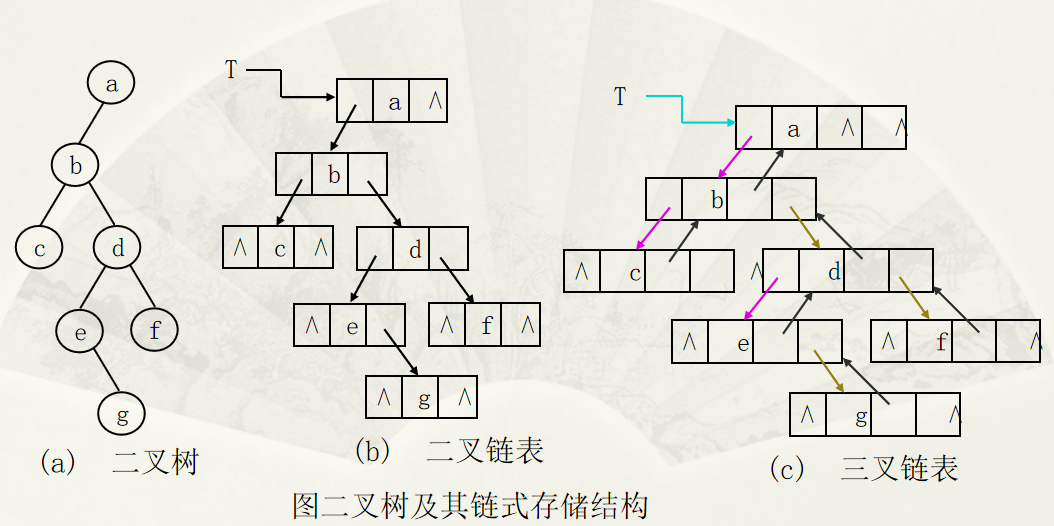 a
b
c d
e f
g
(a) 二叉树
T
a ∧
b
∧ c ∧ d
∧ e ∧ f ∧
∧ g ∧
(b) 二叉链表
T
a ∧ ∧
b
∧ c ∧ d
∧ e ∧ f ∧
∧ g ∧
(c) 三叉链表
图二叉树及其链式存储结构